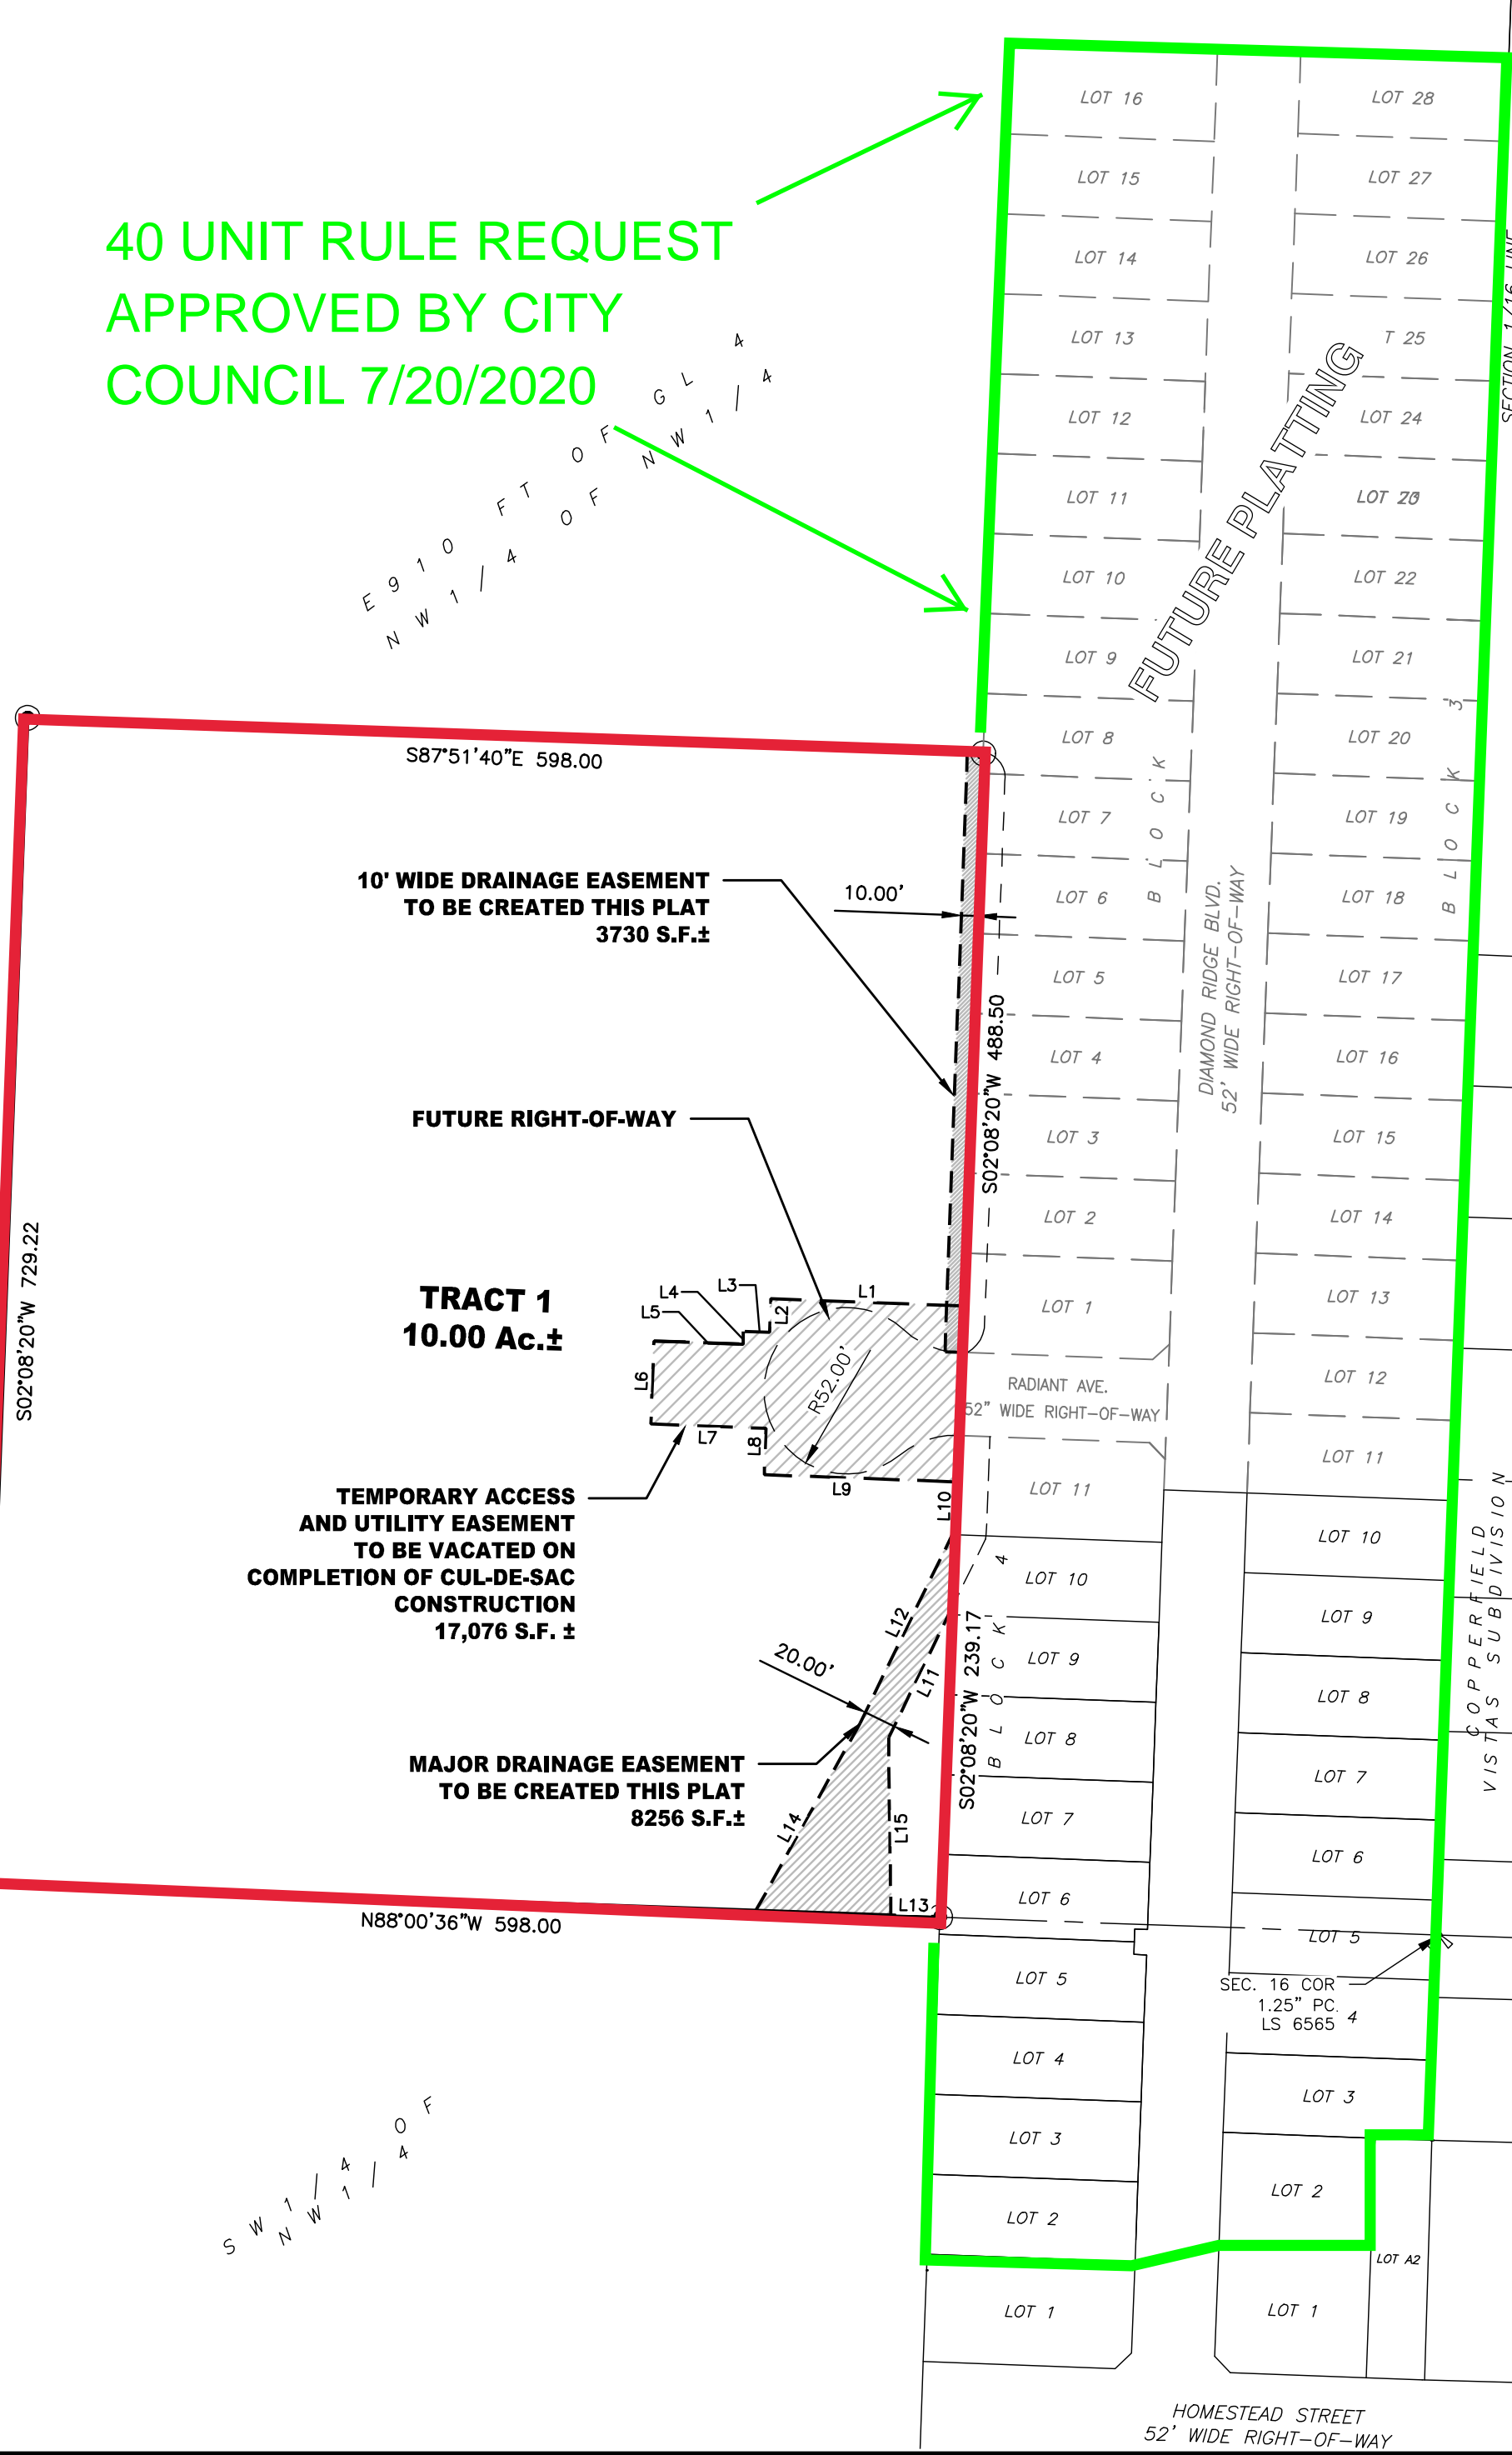 40 UNIT RULE REQUEST
APPROVED BY CITY
COUNCIL 7/20/2020
E 910 FT OF GL 4
NW1/4 OF NW1/4
LOT 16
LOT 15
LOT 14
LOT 13
LOT 12
LOT 11
LOT 10
LOT 9
LOT 8
LOT 7
LOT 6
LOT 5
LOT 4
LOT 3
LOT 2
LOT 1
BLOCK
LOT 28
LOT 27
LOT 26
T 25
LOT 24
LOT
LOT 22
LOT 21
LOT 20
LOT 19
LOT 18
LOT 17
LOT 16
LOT 15
LOT 14
LOT 13
LOT 12
LOT 11
BLOCK 3
SECTION 1/16 LINE
FUTURE PLATTING
DIAMOND RIDGE BLVD.
52' WIDE RIGHT-OF-WAY
S87°51'40"E 598.00
10' WIDE DRAINAGE EASEMENT
TO BE CREATED THIS PLAT
3730 S.F.±
10.00'
S02°08'20"W 488.50
FUTURE RIGHT-OF-WAY
S02°08'20"W 729.22
TRACT 1
10.00 Ac.±
L1
L2
L3
L4
L5
L6
L7
L8
L9
L10
R52.00'
RADIANT AVE.
52" WIDE RIGHT-OF-WAY
TEMPORARY ACCESS
AND UTILITY EASEMENT
TO BE VACATED ON
COMPLETION OF CUL-DE-SAC
CONSTRUCTION
17,076 S.F. ±
L12
L11
20.00'
S02°08'20"W 239.17
MAJOR DRAINAGE EASEMENT
TO BE CREATED THIS PLAT
8256 S.F.±
L14
L15
L13
N88°00'36"W 598.00
LOT 11
LOT 10
LOT 9
LOT 8
LOT 7
LOT 6
LOT 5
LOT 4
LOT 3
LOT 2
LOT 1
BLOCK 4
LOT 10
LOT 9
LOT 8
LOT 7
LOT 6
LOT 5
4
LOT 3
LOT 2
LOT 1
LOT A2
COPPERFIELD
VISTAS SUBDIVISION
SEC. 16 COR
1.25" PC.
LS 6565
SW1/4 OF
NW1/4
HOMESTEAD STREET
52' WIDE RIGHT-OF-WAY